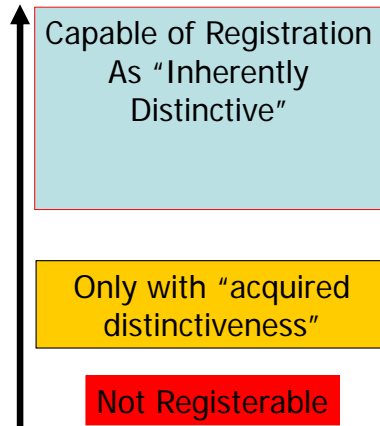 Capable of Registration
As "Inherently
Distinctive"
Only with "acquired
distinctiveness"
Not Registerable